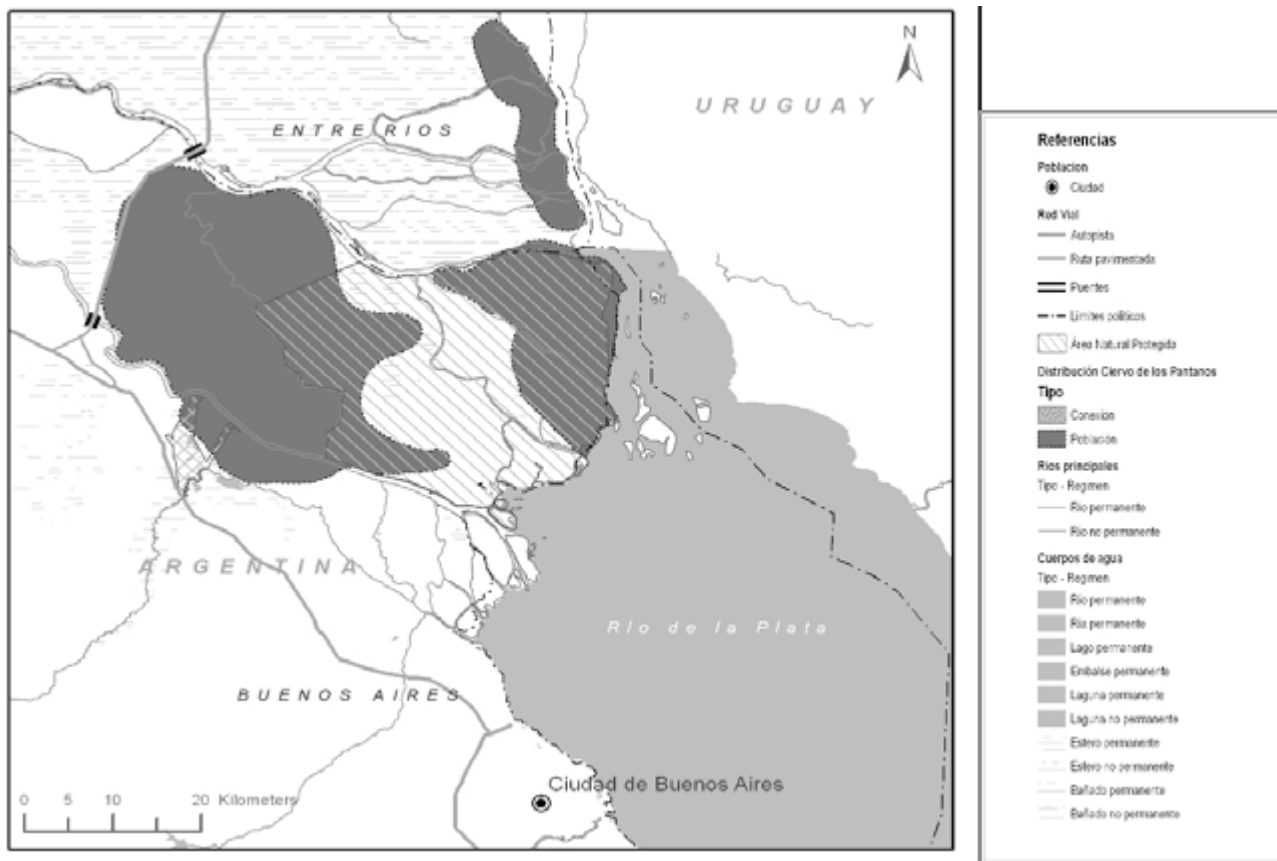 N
URUGUAY
ENTRE RIOS
ARGENTINA
Río de la Plata
BUENOS AIRES
Ciudad de Buenos Aires
0 5 10 20 Kilometers
Referencias
Poblacion
Ciudad
Red Vial
Autopista
Ruta pavimentada
Puentes
Limites politicos
Área Natural Protegida
Distribución Ciervo de los Pantanos
Tipo
Conexion
Población
Rios principales
Tipo - Regimen
Rio permanente
Rio no permanente
Cuerpos de agua
Tipo - Regimen
Rio permanente
Ria permanente
Lago permanente
Embalse permanente
Laguna permanente
Laguna no permanente
Estero permanente
Estero no permanente
Bañado permanente
Bañado no permanente